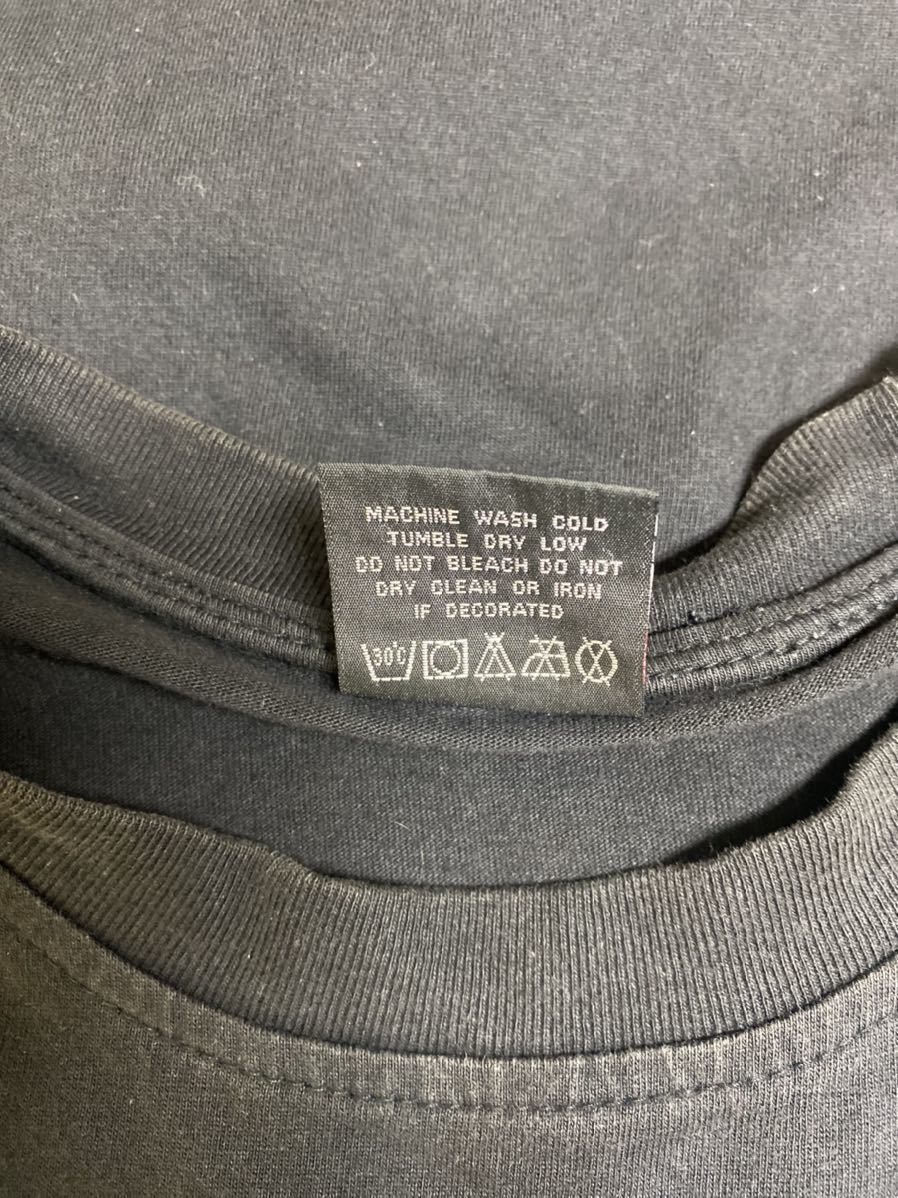 MACHINE WASH COLD
TUMBLE DRY LOW
DO NOT BLEACH DO NOT
DRY CLEAN OR IRON
IF DECORATED
30°C